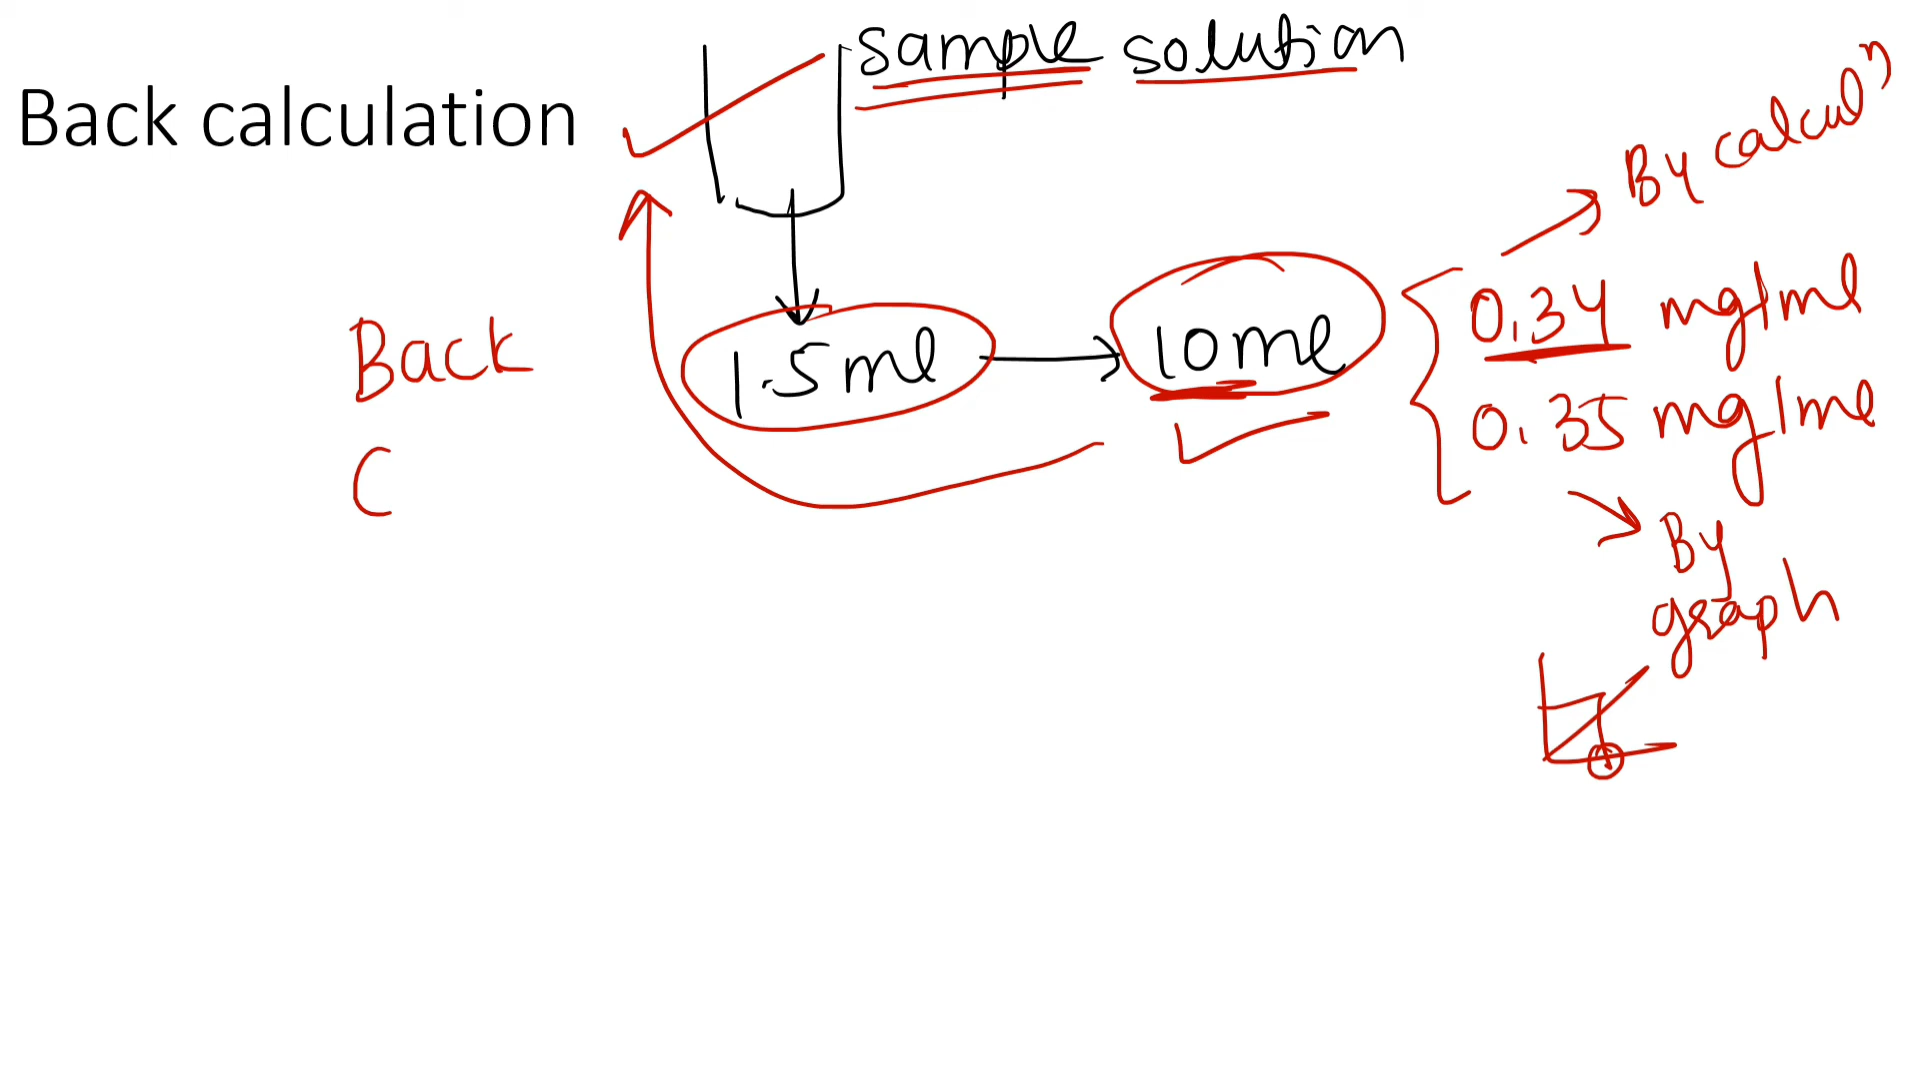 Back calculation
sample solution
By calculn
1.5ml
10ml
0.34 mg/ml
0.35 mg/ml
Back
C
By
graph